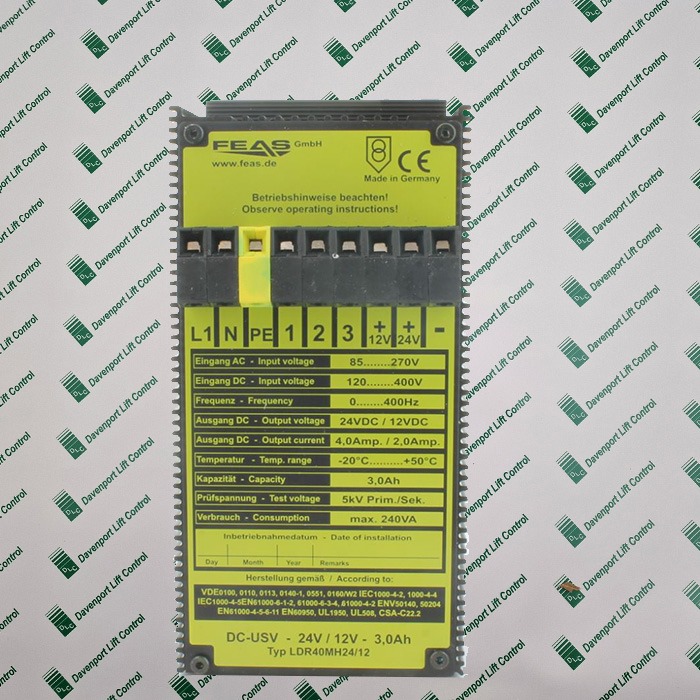 FEAS GmbH
www.feas.de
CE
Made in Germany
Betriebshinweise beachten!
Observe operating instructions!
L1 N PE 1 2 3 + 12V + 24V -
Eingang AC - Input voltage 85........270V
Eingang DC - Input voltage 120........400V
Frequenz - Frequency 0........400Hz
Ausgang DC - Output voltage 24VDC / 12VDC
Ausgang DC - Output current 4,0Amp. / 2,0Amp.
Temperatur - Temp. range -20°C..........+50°C
Kapazität - Capacity 3,0Ah
Prüfspannung - Test voltage 5kV Prim./Sek.
Verbrauch - Consumption max. 240VA
Inbetriebnahmedatum - Date of installation
Day Month Year Remarks
Herstellung gemäß / According to:
VDE0100, 0110, 0113, 0140-1, 0551, 0160/W2 IEC1000-4-2, 1000-4-4
IEC1000-4-5EN61000-6-1-2, 61000-6-3-4, 61000-4-2 ENV50140, 50204
EN61000-4-5-6-11 EN60950, UL1950, UL508, CSA-C22.2
DC-USV - 24V / 12V - 3,0Ah
Typ LDR40MH24/12
DLC Davenport Lift Control